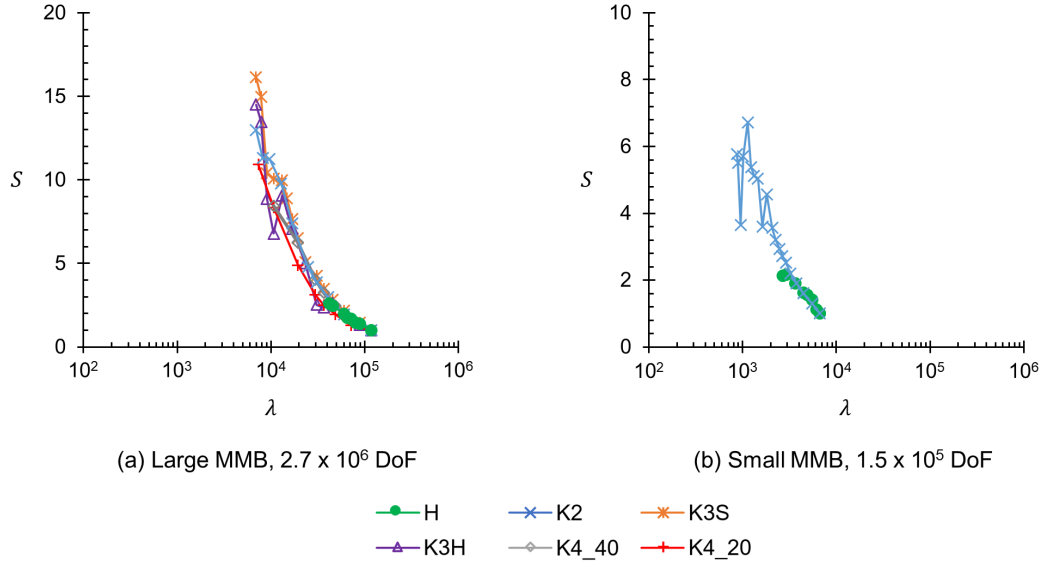 20
15
10
5
0
S
10²
10³
10⁴
10⁵
10⁶
λ
(a) Large MMB, 2.7 x 10⁶ DoF
10
8
6
4
2
0
S
10²
10³
10⁴
10⁵
10⁶
λ
(b) Small MMB, 1.5 x 10⁵ DoF
H K2 K3S
K3H K4_40 K4_20